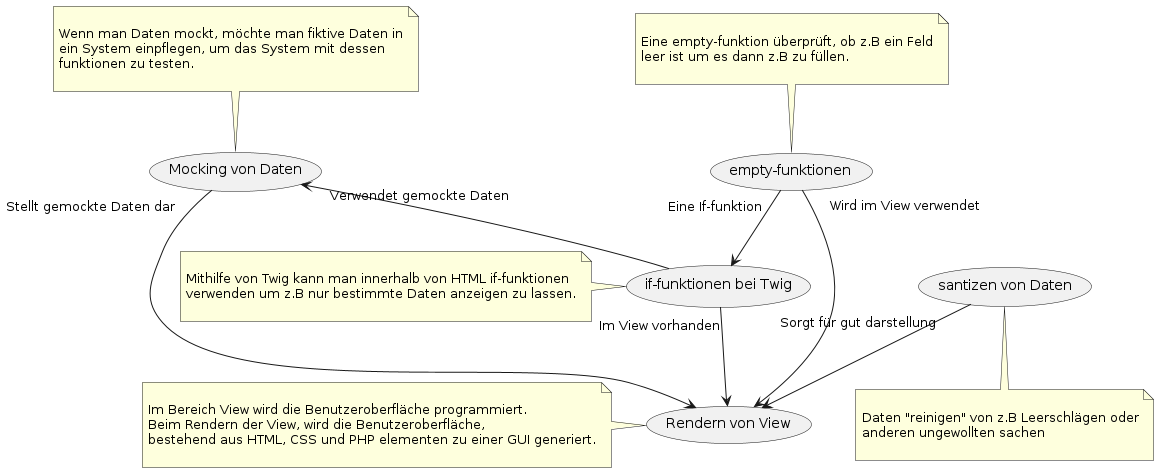 Wenn man Daten mockt, möchte man fiktive Daten in
ein System einpflegen, um das System mit dessen
funktionen zu testen.
Eine empty-funktion überprüft, ob z.B ein Feld
leer ist um es dann z.B zu füllen.
Mocking von Daten
empty-funktionen
Stellt gemockte Daten dar
Verwendet gemockte Daten
Eine If-funktion
Wird im View verwendet
Mithilfe von Twig kann man innerhalb von HTML if-funktionen
verwenden um z.B nur bestimmte Daten anzeigen zu lassen.
if-funktionen bei Twig
santizen von Daten
Im View vorhanden
Sorgt für gut darstellung
Im Bereich View wird die Benutzeroberfläche programmiert.
Beim Rendern der View, wird die Benutzeroberfläche,
bestehend aus HTML, CSS und PHP elementen zu einer GUI generiert.
Rendern von View
Daten "reinigen" von z.B Leerschlägen oder
anderen ungewollten sachen